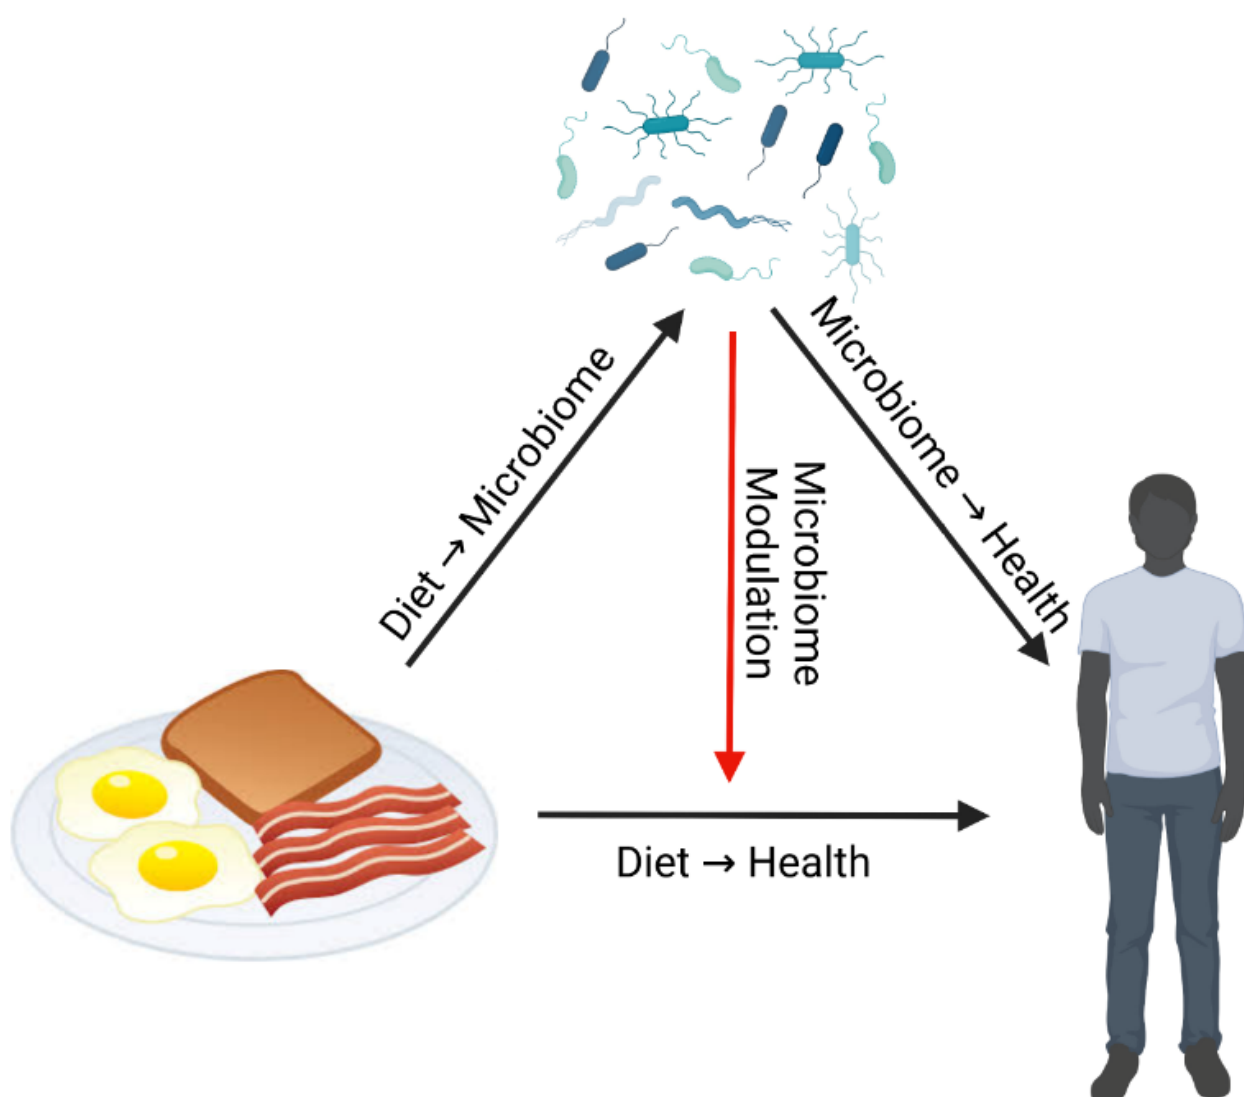 Diet → Microbiome
Microbiome → Health
Microbiome
Modulation
Diet → Health